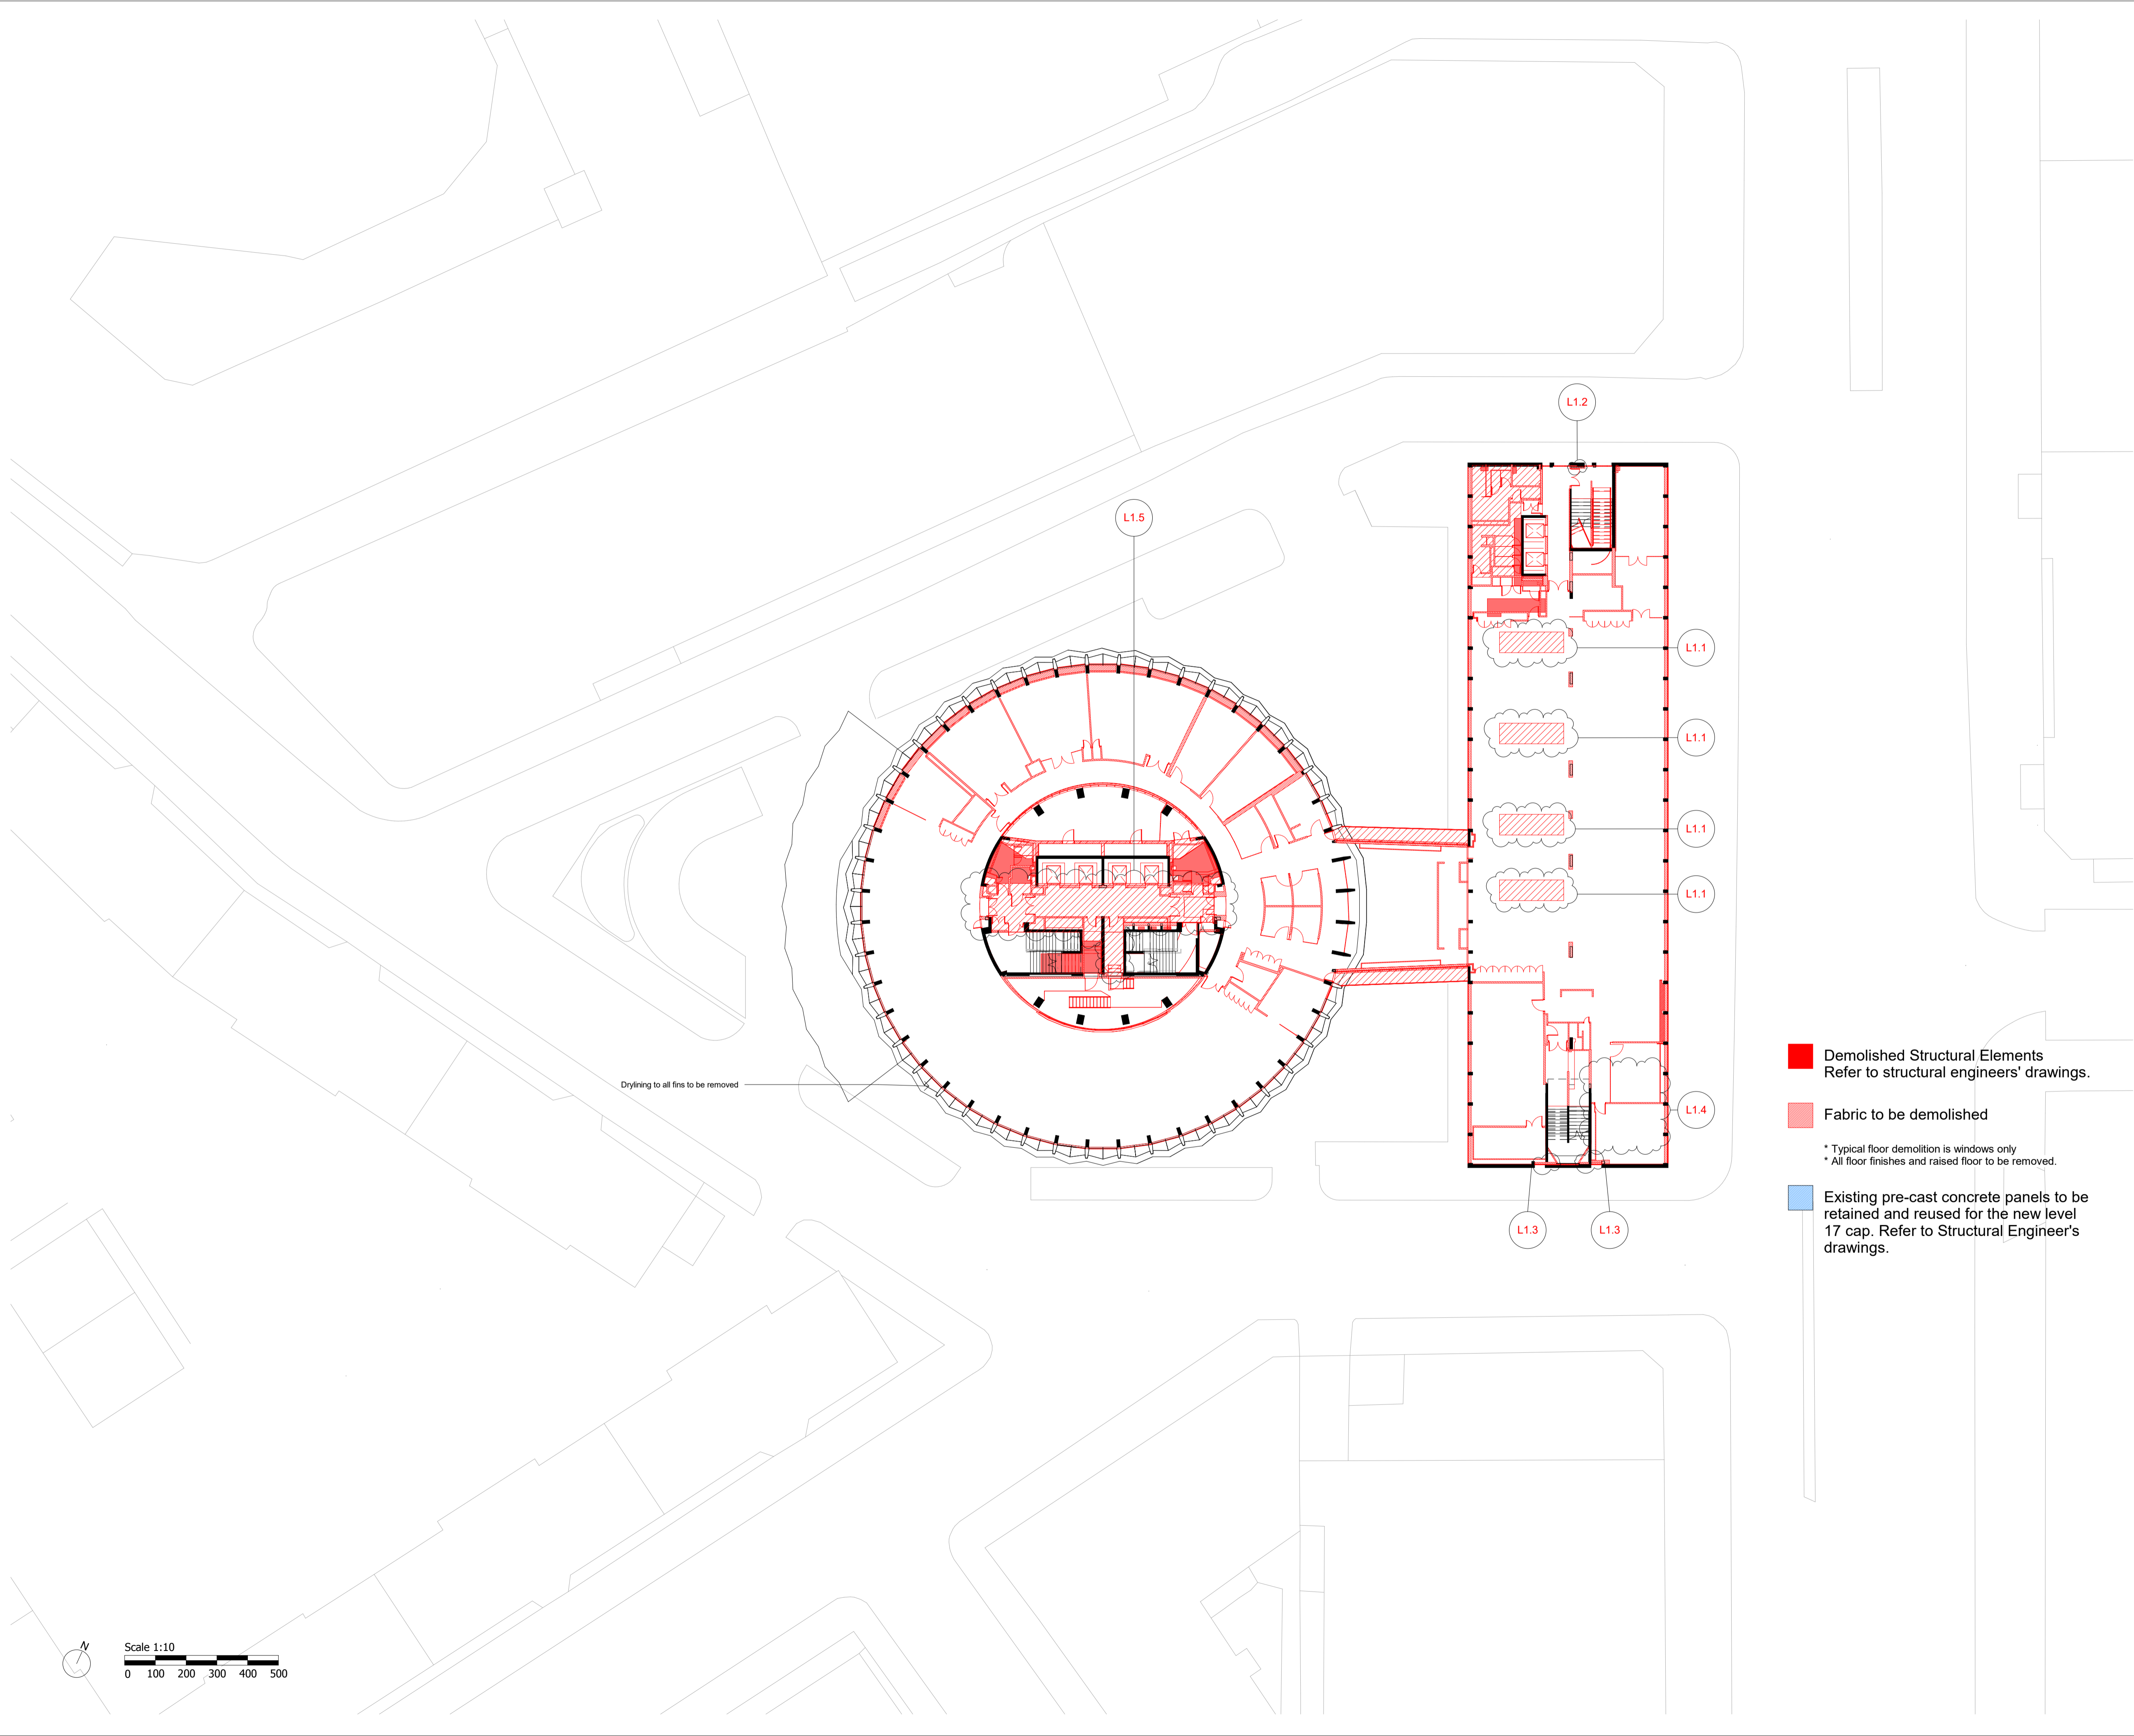 L1.2
L1.5
L1.1
L1.1
L1.1
L1.1
Demolished Structural Elements
Refer to structural engineers' drawings.
Drylining to all fins to be removed
Fabric to be demolished
L1.4
* Typical floor demolition is windows only
* All floor finishes and raised floor to be removed.
Existing pre-cast concrete panels to be
retained and reused for the new level
17 cap. Refer to Structural Engineer's
drawings.
L1.3
L1.3
N
Scale 1:10
0 100 200 300 400 500